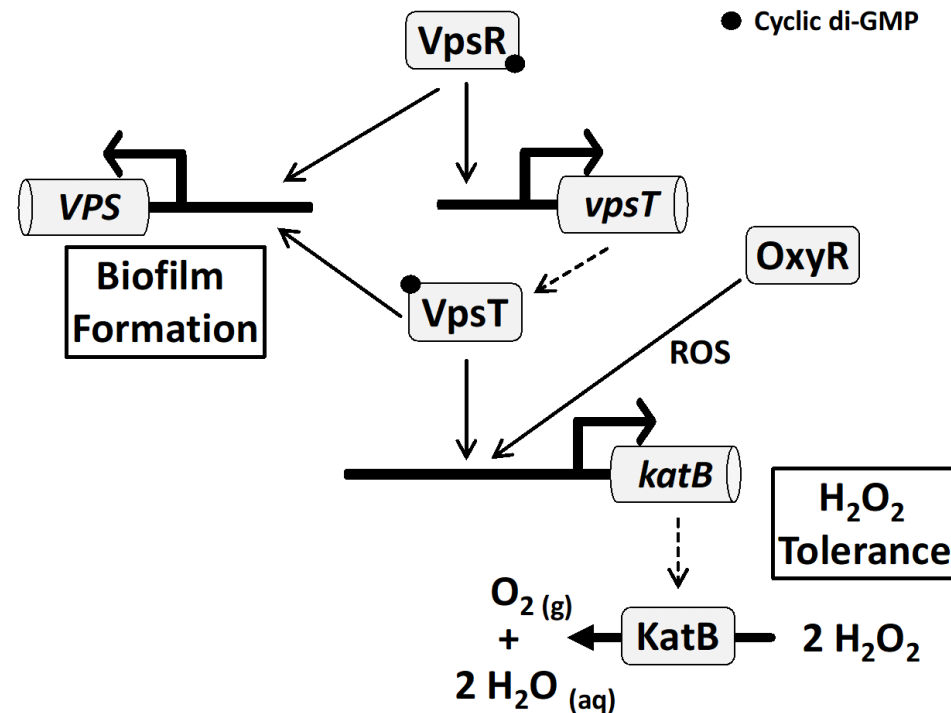 VpsR
Cyclic di-GMP
VPS
vpsT
Biofilm
Formation
VpsT
OxyR
ROS
katB
H₂O₂
Tolerance
O₂ (g)
+
2 H₂O (aq)
KatB
2 H₂O₂